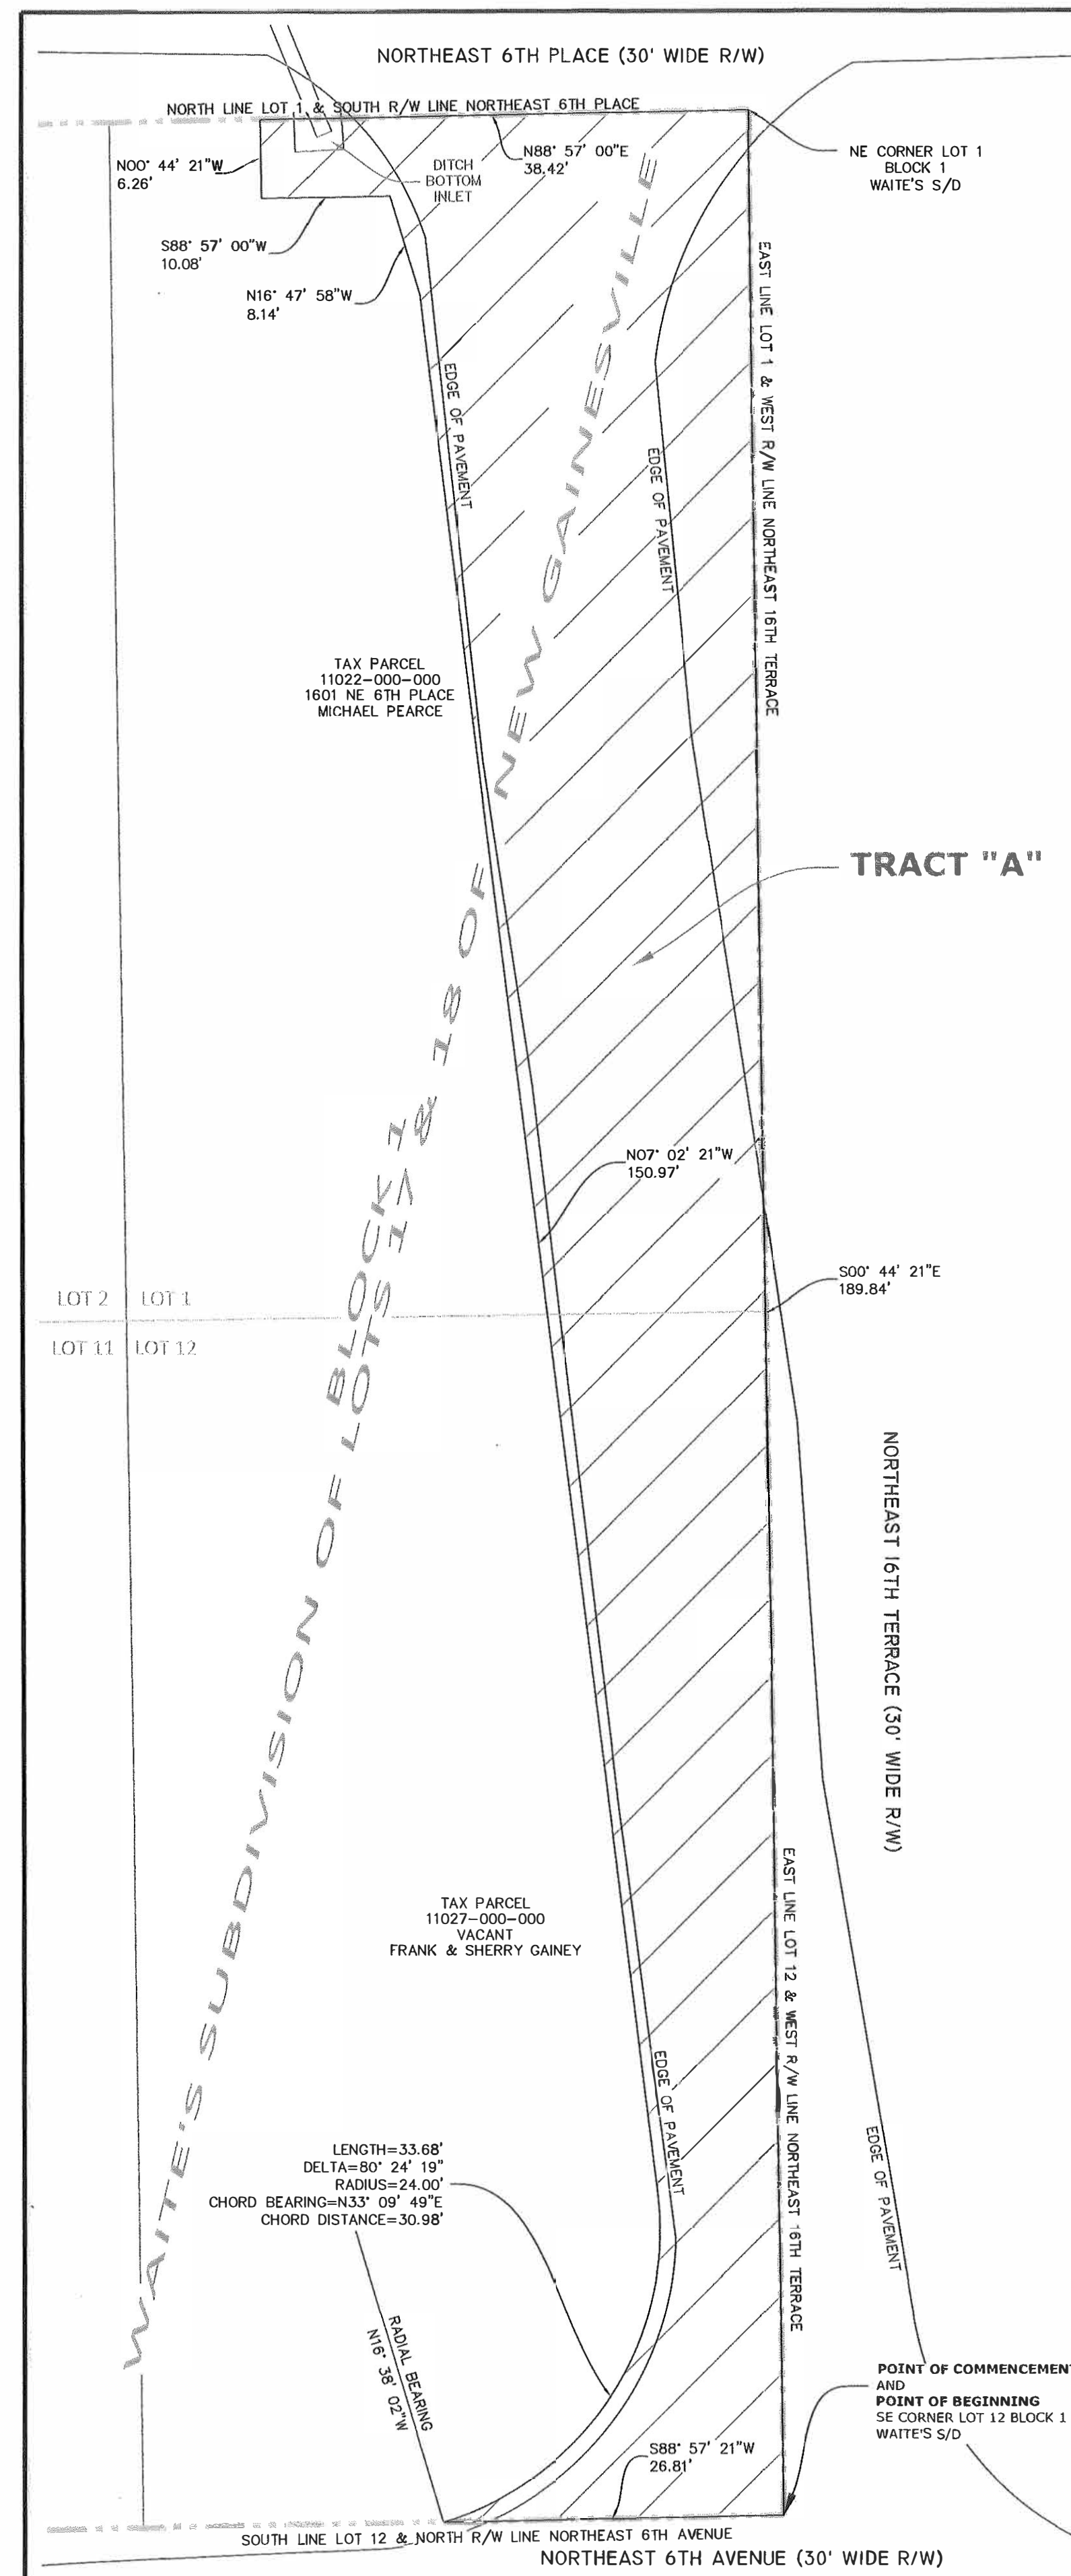 NORTHEAST 6TH PLACE (30' WIDE R/W)
NORTH LINE LOT 1 & SOUTH R/W LINE NORTHEAST 6TH PLACE
N00° 44' 21"W
6.26'
DITCH
BOTTOM
INLET
N88° 57' 00"E
38.42'
NE CORNER LOT 1
BLOCK 1
WAITE'S S/D
S88° 57' 00"W
10.08'
N16° 47' 58"W
8.14'
EAST LINE LOT 1 & WEST R/W LINE NORTHEAST 16TH TERRACE
EDGE OF PAVEMENT
EDGE OF PAVEMENT
TAX PARCEL
11022-000-000
1601 NE 6TH PLACE
MICHAEL PEARCE
TRACT "A"
N07° 02' 21"W
150.97'
S00° 44' 21"E
189.84'
LOT 2
LOT 1
LOT 11
LOT 12
BLOCK 1
WAITE'S SUBDIVISION OF LOTS 17 & 18 OF NEW GAINESVILLE
NORTHEAST 16TH TERRACE (30' WIDE R/W)
EAST LINE LOT 12 & WEST R/W LINE NORTHEAST 16TH TERRACE
TAX PARCEL
11027-000-000
VACANT
FRANK & SHERRY GAINEY
EDGE OF PAVEMENT
EDGE OF PAVEMENT
LENGTH=33.68'
DELTA=80° 24' 19"
RADIUS=24.00'
CHORD BEARING=N33° 09' 49"E
CHORD DISTANCE=30.98'
RADIAL BEARING
N16° 38' 02"W
POINT OF COMMENCEMENT
AND
POINT OF BEGINNING
SE CORNER LOT 12 BLOCK 1
WAITE'S S/D
S88° 57' 21"W
26.81'
SOUTH LINE LOT 12 & NORTH R/W LINE NORTHEAST 6TH AVENUE
NORTHEAST 6TH AVENUE (30' WIDE R/W)